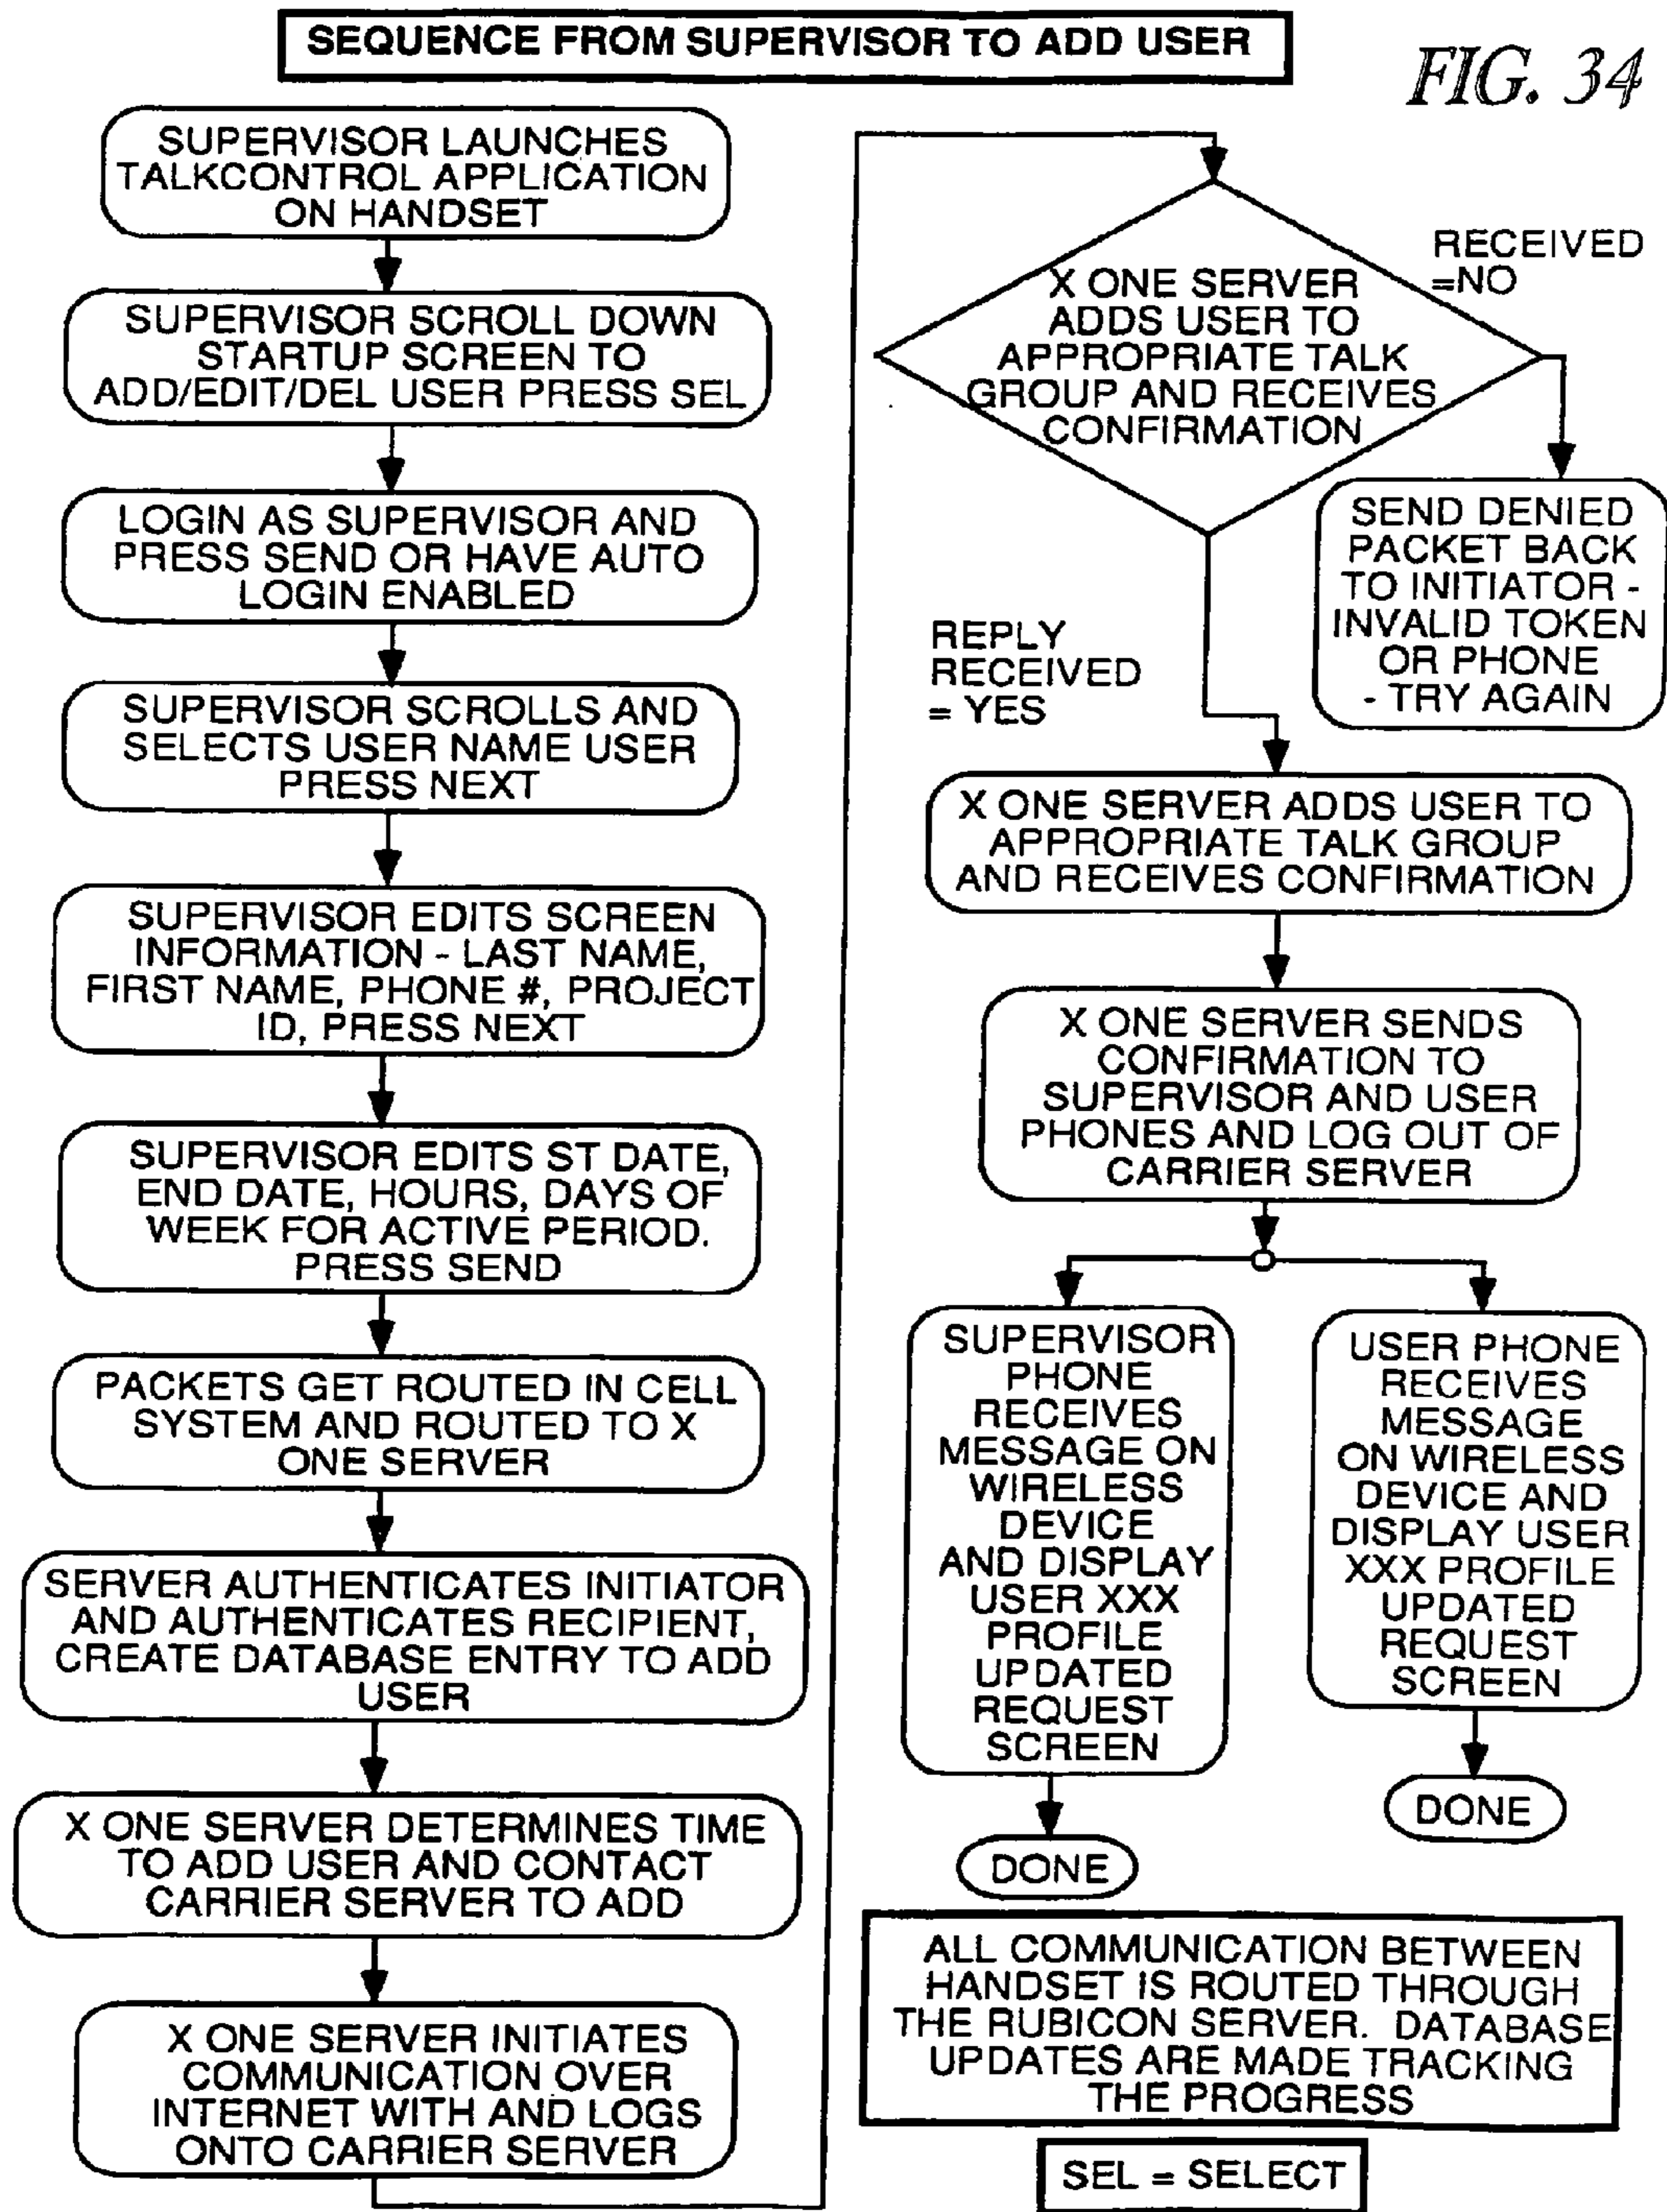 SEQUENCE FROM SUPERVISOR TO ADD USER
FIG. 34
SUPERVISOR LAUNCHES
TALKCONTROL APPLICATION
ON HANDSET
SUPERVISOR SCROLL DOWN
STARTUP SCREEN TO
ADD/EDIT/DEL USER PRESS SEL
LOGIN AS SUPERVISOR AND
PRESS SEND OR HAVE AUTO
LOGIN ENABLED
SUPERVISOR SCROLLS AND
SELECTS USER NAME USER
PRESS NEXT
SUPERVISOR EDITS SCREEN
INFORMATION - LAST NAME,
FIRST NAME, PHONE #, PROJECT
ID, PRESS NEXT
SUPERVISOR EDITS ST DATE,
END DATE, HOURS, DAYS OF
WEEK FOR ACTIVE PERIOD.
PRESS SEND
PACKETS GET ROUTED IN CELL
SYSTEM AND ROUTED TO X
ONE SERVER
SERVER AUTHENTICATES INITIATOR
AND AUTHENTICATES RECIPIENT,
CREATE DATABASE ENTRY TO ADD
USER
X ONE SERVER DETERMINES TIME
TO ADD USER AND CONTACT
CARRIER SERVER TO ADD
X ONE SERVER INITIATES
COMMUNICATION OVER
INTERNET WITH AND LOGS
ONTO CARRIER SERVER
X ONE SERVER
ADDS USER TO
APPROPRIATE TALK
GROUP AND RECEIVES
CONFIRMATION
RECEIVED
=NO
SEND DENIED
PACKET BACK
TO INITIATOR -
INVALID TOKEN
OR PHONE
- TRY AGAIN
REPLY
RECEIVED
= YES
X ONE SERVER ADDS USER TO
APPROPRIATE TALK GROUP
AND RECEIVES CONFIRMATION
X ONE SERVER SENDS
CONFIRMATION TO
SUPERVISOR AND USER
PHONES AND LOG OUT OF
CARRIER SERVER
SUPERVISOR
PHONE
RECEIVES
MESSAGE ON
WIRELESS
DEVICE
AND DISPLAY
USER XXX
PROFILE
UPDATED
REQUEST
SCREEN
DONE
USER PHONE
RECEIVES
MESSAGE
ON WIRELESS
DEVICE AND
DISPLAY USER
XXX PROFILE
UPDATED
REQUEST
SCREEN
DONE
ALL COMMUNICATION BETWEEN
HANDSET IS ROUTED THROUGH
THE RUBICON SERVER. DATABASE
UPDATES ARE MADE TRACKING
THE PROGRESS
SEL = SELECT